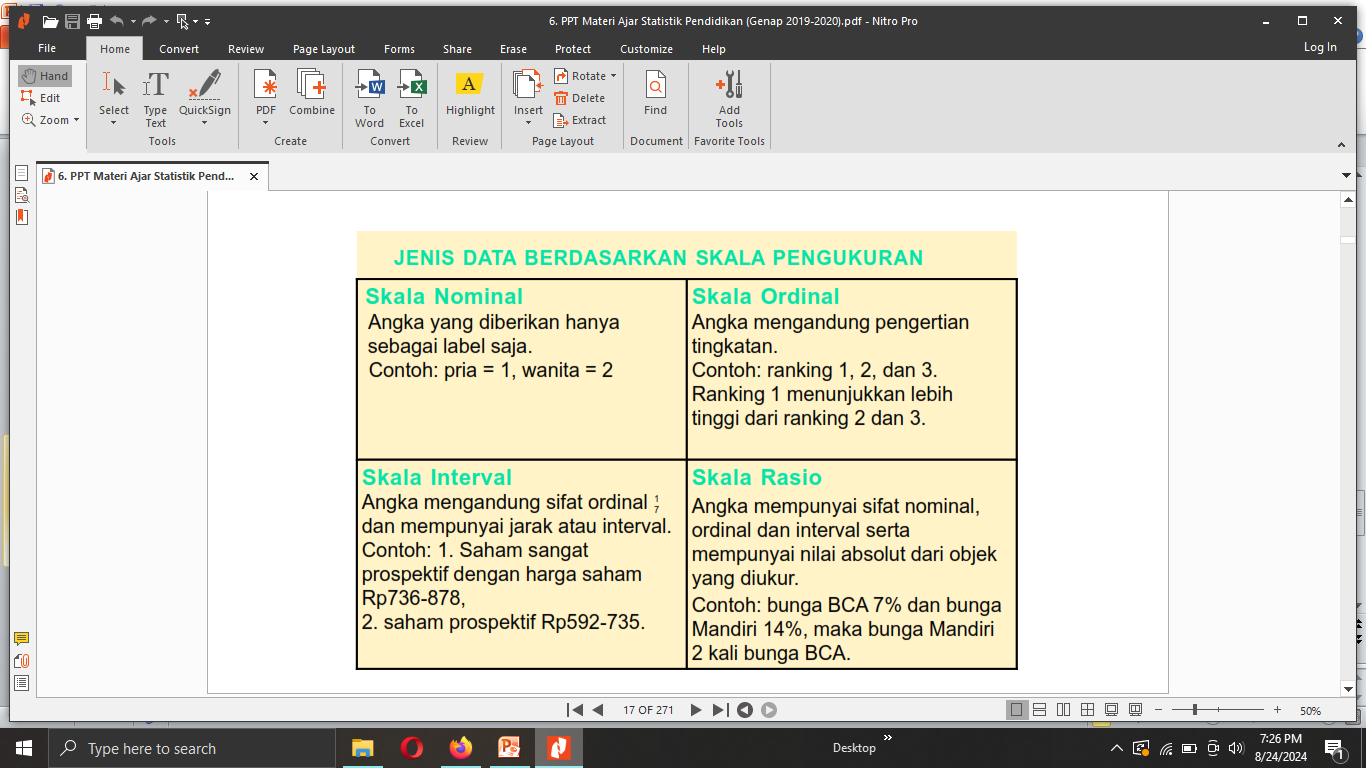 6. PPT Materi Ajar Statistik Pendidikan (Genap 2019-2020).pdf - Nitro Pro
File Home Convert Review Page Layout Forms Share Erase Protect Customize Help Log In
Hand
Edit
Zoom
Select
Type Text
QuickSign
Tools
PDF
Combine
Create
To Word
To Excel
Convert
A
Highlight
Review
Insert
Rotate
Delete
Extract
Page Layout
Find
Document
Add Tools
Favorite Tools
6. PPT Materi Ajar Statistik Pend...
JENIS DATA BERDASARKAN SKALA PENGUKURAN
Skala Nominal
Angka yang diberikan hanya
sebagai label saja.
Contoh: pria = 1, wanita = 2
Skala Ordinal
Angka mengandung pengertian
tingkatan.
Contoh: ranking 1, 2, dan 3.
Ranking 1 menunjukkan lebih
tinggi dari ranking 2 dan 3.
Skala Interval
Angka mengandung sifat ordinal
1
7
dan mempunyai jarak atau interval.
Contoh: 1. Saham sangat
prospektif dengan harga saham
Rp736-878,
2. saham prospektif Rp592-735.
Skala Rasio
Angka mempunyai sifat nominal,
ordinal dan interval serta
mempunyai nilai absolut dari objek
yang diukur.
Contoh: bunga BCA 7% dan bunga
Mandiri 14%, maka bunga Mandiri
2 kali bunga BCA.
17 OF 271
50%
Type here to search
Desktop
7:26 PM
8/24/2024
1